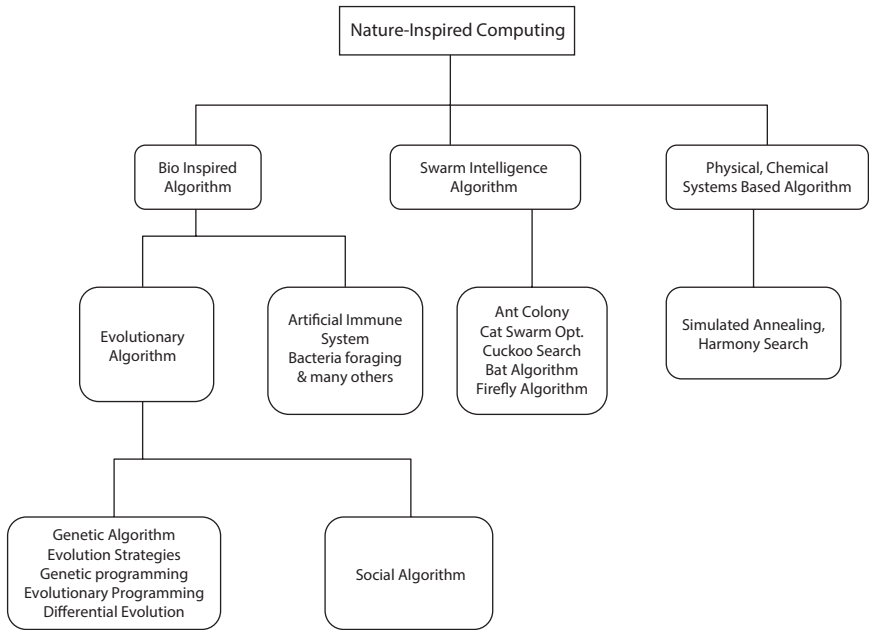 Nature-Inspired Computing
Bio Inspired
Algorithm
Swarm Intelligence
Algorithm
Physical, Chemical
Systems Based Algorithm
Evolutionary
Algorithm
Artificial Immune
System
Bacteria foraging
& many others
Ant Colony
Cat Swarm Opt.
Cuckoo Search
Bat Algorithm
Firefly Algorithm
Simulated Annealing,
Harmony Search
Genetic Algorithm
Evolution Strategies
Genetic programming
Evolutionary Programming
Differential Evolution
Social Algorithm